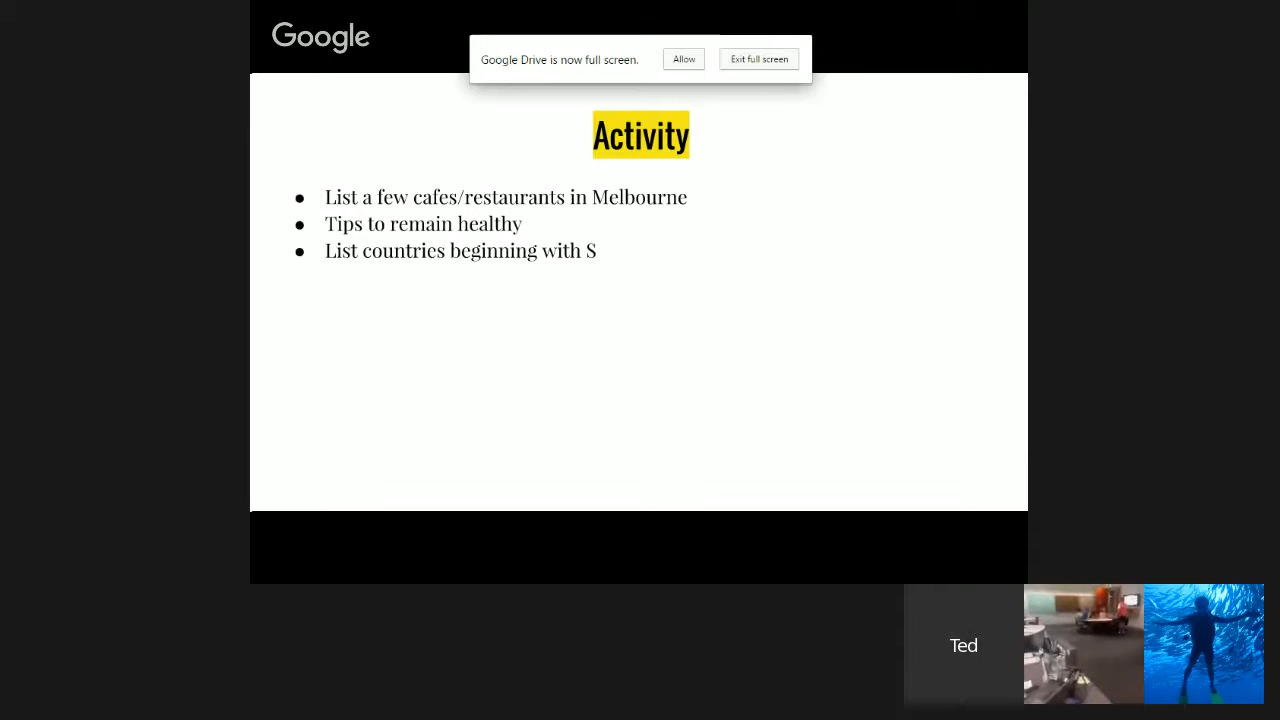 Google
Google Drive is now full screen. Allow Exit full screen
Activity
● List a few cafes/restaurants in Melbourne
● Tips to remain healthy
● List countries beginning with S
Ted